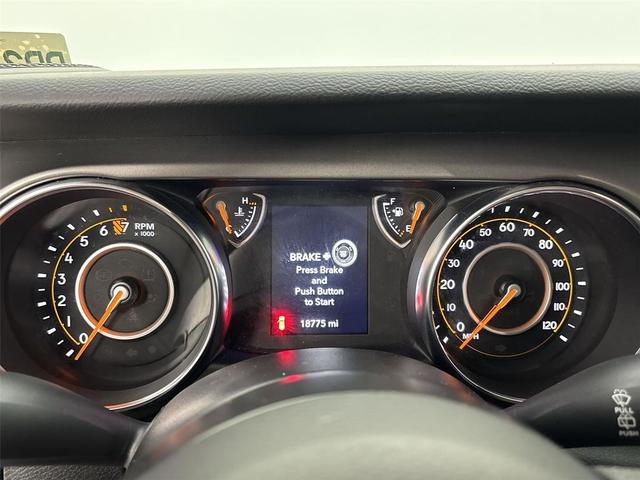 H
F
E
6 7
5
4
3
2
1
0
RPM
x 1000
BRAKE +
Press Brake
and
Push Button
to Start
18775 mi
50 60 70
40 80
30 90
20 100
10 110
0 120
MPH
PULL
PUSH